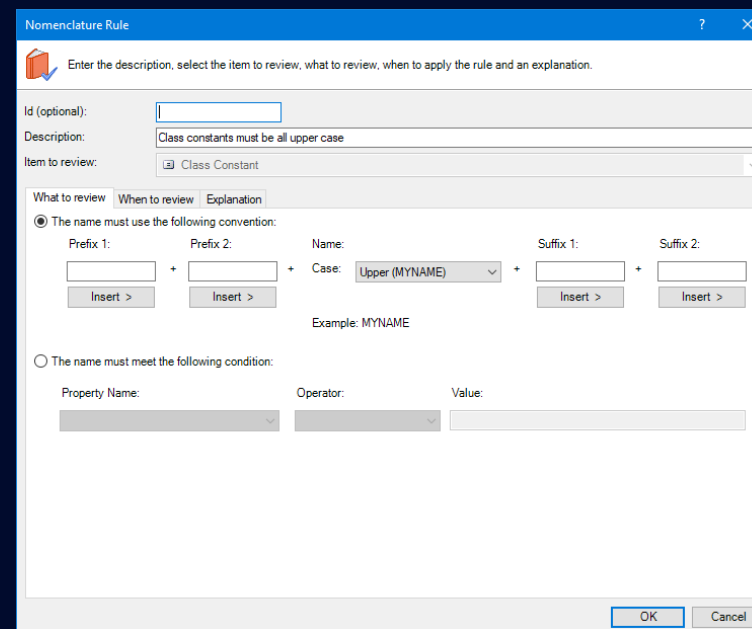 Nomenclature Rule
Enter the description, select the item to review, what to review, when to apply the rule and an explanation.
Id (optional):
Description: Class constants must be all upper case
Item to review: Class Constant
What to review When to review Explanation
The name must use the following convention:
Prefix 1: Prefix 2: Name: Suffix 1: Suffix 2:
+ + Case: Upper (MYNAME) + +
Insert > Insert > Insert > Insert >
Example: MYNAME
The name must meet the following condition:
Property Name: Operator: Value:
OK Cancel